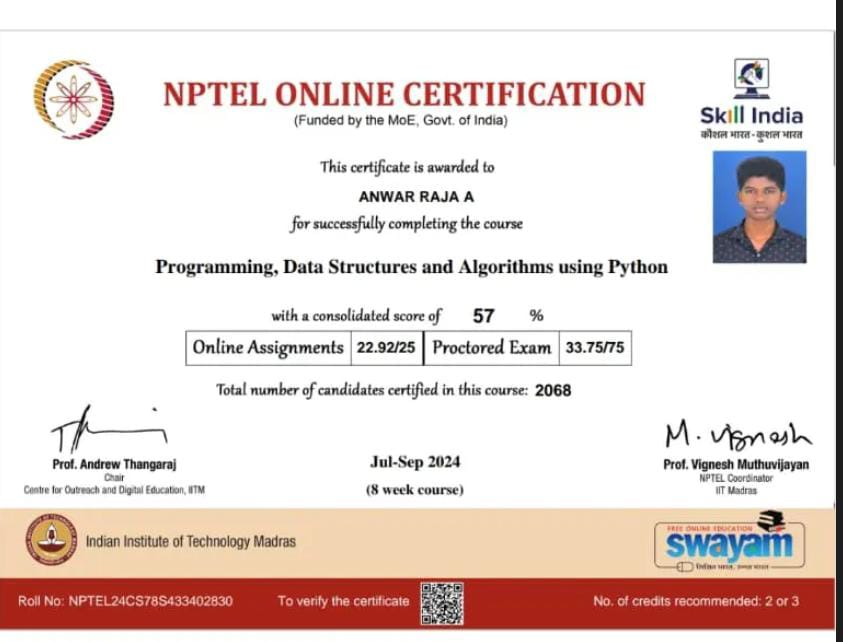 NPTEL ONLINE CERTIFICATION
(Funded by the MoE, Govt. of India)
Skill India
कौशल भारत - कुशल भारत
This certificate is awarded to
ANWAR RAJA A
for successfully completing the course
Programming, Data Structures and Algorithms using Python
with a consolidated score of 57 %
Online Assignments 22.92/25 Proctored Exam 33.75/75
Total number of candidates certified in this course: 2068
M. Vignesh
Prof. Andrew Thangaraj
Chair
Centre for Outreach and Digital Education, IITM
Jul-Sep 2024
(8 week course)
Prof. Vignesh Muthuvijayan
NPTEL Coordinator
IIT Madras
Indian Institute of Technology Madras
FREE ONLINE EDUCATION
swayam
शिक्षित भारत, उन्नत भारत
Roll No: NPTEL24CS78S433402830
To verify the certificate
No. of credits recommended: 2 or 3